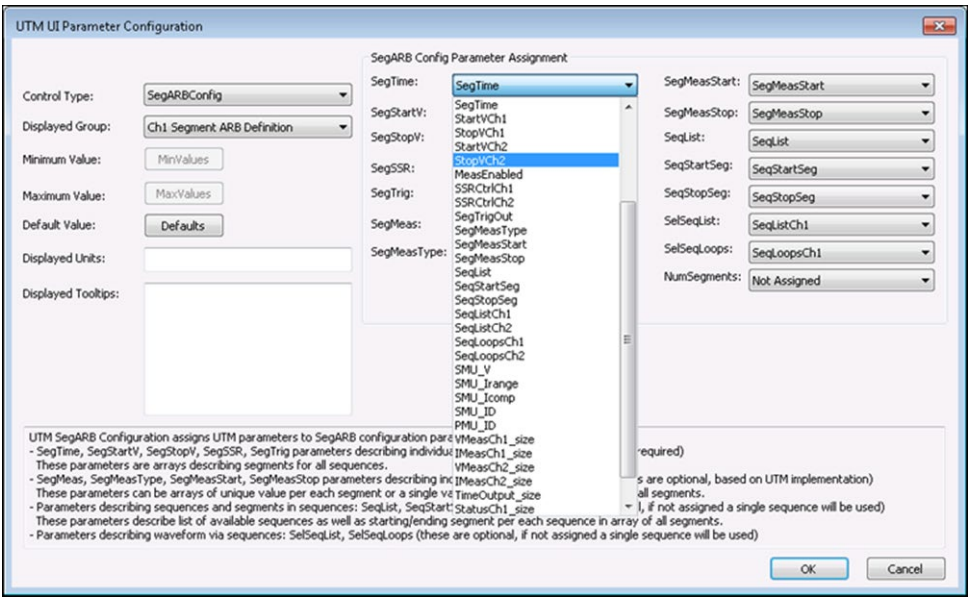 UTM UI Parameter Configuration
SegARB Config Parameter Assignment
Control Type:
SegARBConfig
Displayed Group:
Ch1 Segment ARB Definition
Minimum Value:
MinValues
Maximum Value:
MaxValues
Default Value:
Defaults
Displayed Units:
Displayed Tooltips:
SegTime:
SegTime
SegStartV:
SegStopV:
SegSSR:
SegTrig:
SegMeas:
SegMeasType:
SegTime
StartVCh1
StopVCh1
StartVCh2
StopVCh2
MeasEnabled
SSRCtrlCh1
SSRCtrlCh2
SegTrigOut
SegMeasType
SegMeasStart
SegMeasStop
SeqList
SeqStartSeg
SeqStopSeg
SeqListCh1
SeqListCh2
SeqLoopsCh1
SeqLoopsCh2
SMU_V
SMU_Irange
SMU_Icomp
SMU_ID
PMU_ID
VMeasCh1_size
IMeasCh1_size
VMeasCh2_size
IMeasCh2_size
TimeOutput_size
StatusCh1_size
SegMeasStart:
SegMeasStart
SegMeasStop:
SegMeasStop
SeqList:
SeqList
SeqStartSeg:
SeqStartSeg
SeqStopSeg:
SeqStopSeg
SelSeqList:
SeqListCh1
SelSeqLoops:
SeqLoopsCh1
NumSegments:
Not Assigned
UTM SegARB Configuration assigns UTM parameters to SegARB configuration para
- SegTime, SegStartV, SegStopV, SegSSR, SegTrig parameters describing individua required)
These parameters are arrays describing segments for all sequences.
- SegMeas, SegMeasType, SegMeasStart, SegMeasStop parameters describing inc s are optional, based on UTM implementation)
These parameters can be arrays of unique value per each segment or a single va all segments.
- Parameters describing sequences and segments in sequences: SeqList, SeqStart l, if not assigned a single sequence will be used)
These parameters describe list of available sequences as well as starting/ending segment per each sequence in array of all segments.
- Parameters describing waveform via sequences: SelSeqList, SelSeqLoops (these are optional, if not assigned a single sequence will be used)
OK
Cancel